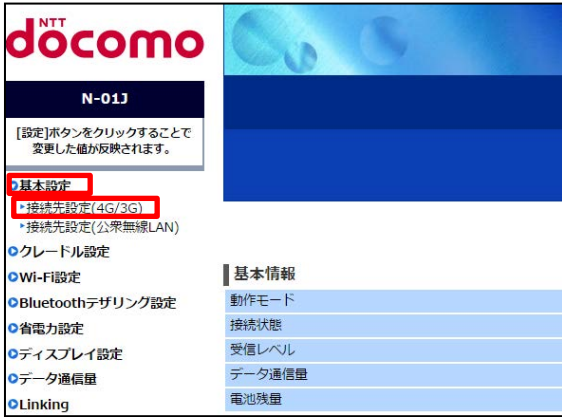 NTT
döcomo
N-01J
[設定]ボタンをクリックすることで
変更した値が反映されます。
基本設定
接続先設定(4G/3G)
接続先設定(公衆無線LAN)
クレードル設定
Wi-Fi設定
Bluetoothテザリング設定
省電力設定
ディスプレイ設定
データ通信量
Linking
基本情報
動作モード
接続状態
受信レベル
データ通信量
電池残量